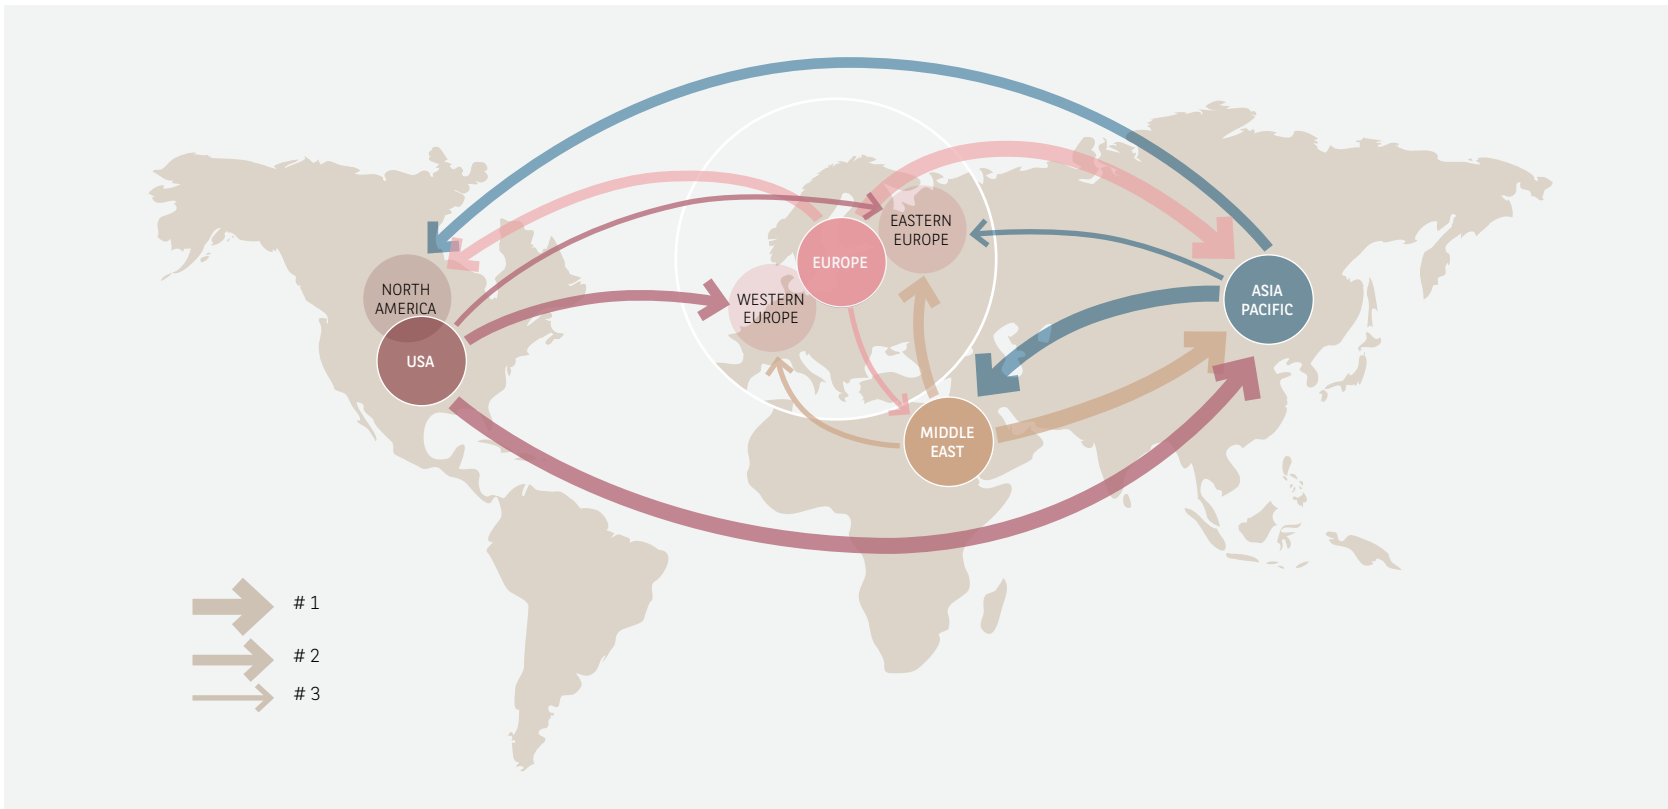 EASTERN
EUROPE
EUROPE
NORTH
AMERICA
WESTERN
EUROPE
ASIA
PACIFIC
USA
MIDDLE
EAST
# 1
# 2
# 3